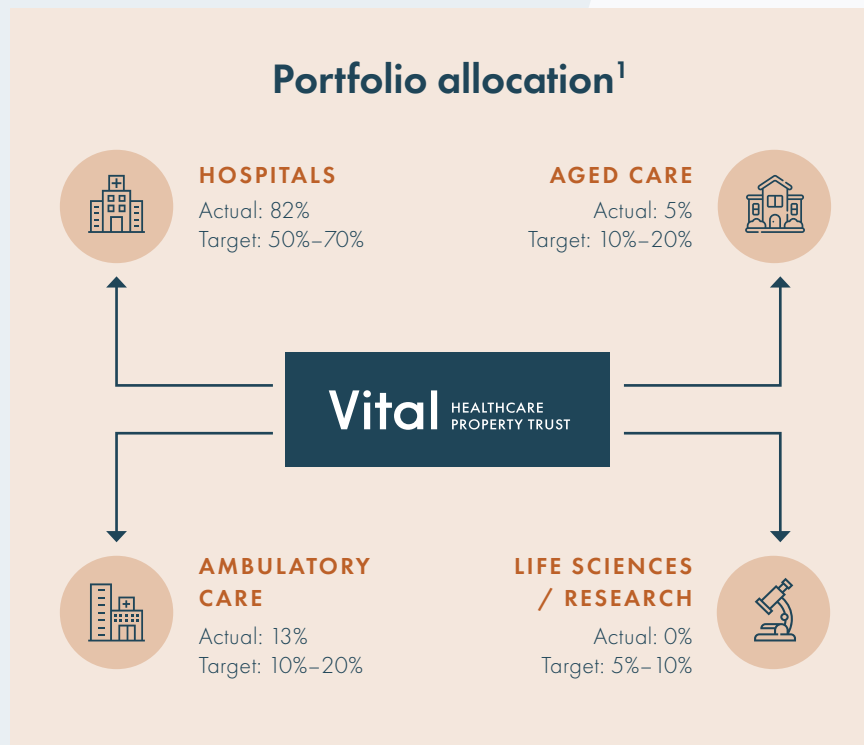 Portfolio allocation¹
HOSPITALS
Actual: 82%
Target: 50%–70%
AGED CARE
Actual: 5%
Target: 10%–20%
Vital
HEALTHCARE
PROPERTY TRUST
AMBULATORY
CARE
Actual: 13%
Target: 10%–20%
LIFE SCIENCES
/ RESEARCH
Actual: 0%
Target: 5%–10%